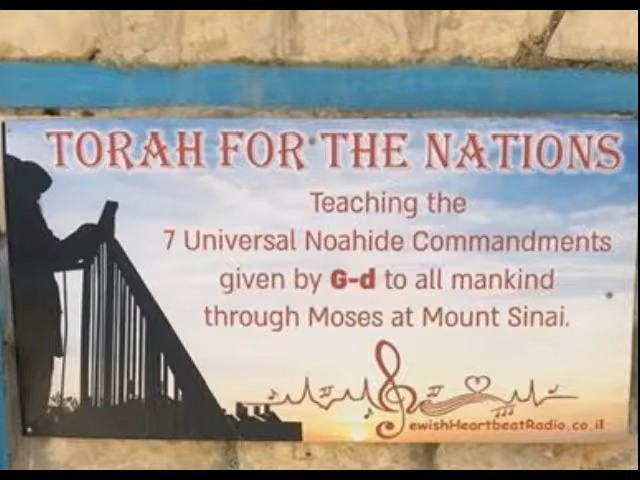 TORAH FOR THE NATIONS
Teaching the
7 Universal Noahide Commandments
given by G-d to all mankind
through Moses at Mount Sinai.
JewishHeartbeatRadio.co.il